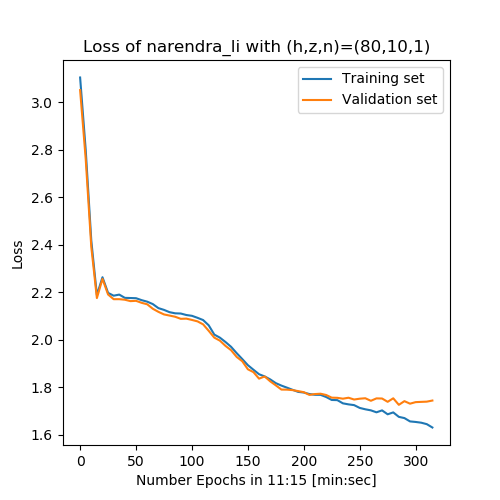 Loss of narendra_li with (h,z,n)=(80,10,1)
Training set
Validation set
3.0
2.8
2.6
2.4
2.2
2.0
1.8
1.6
Loss
0 50 100 150 200 250 300
Number Epochs in 11:15 [min:sec]